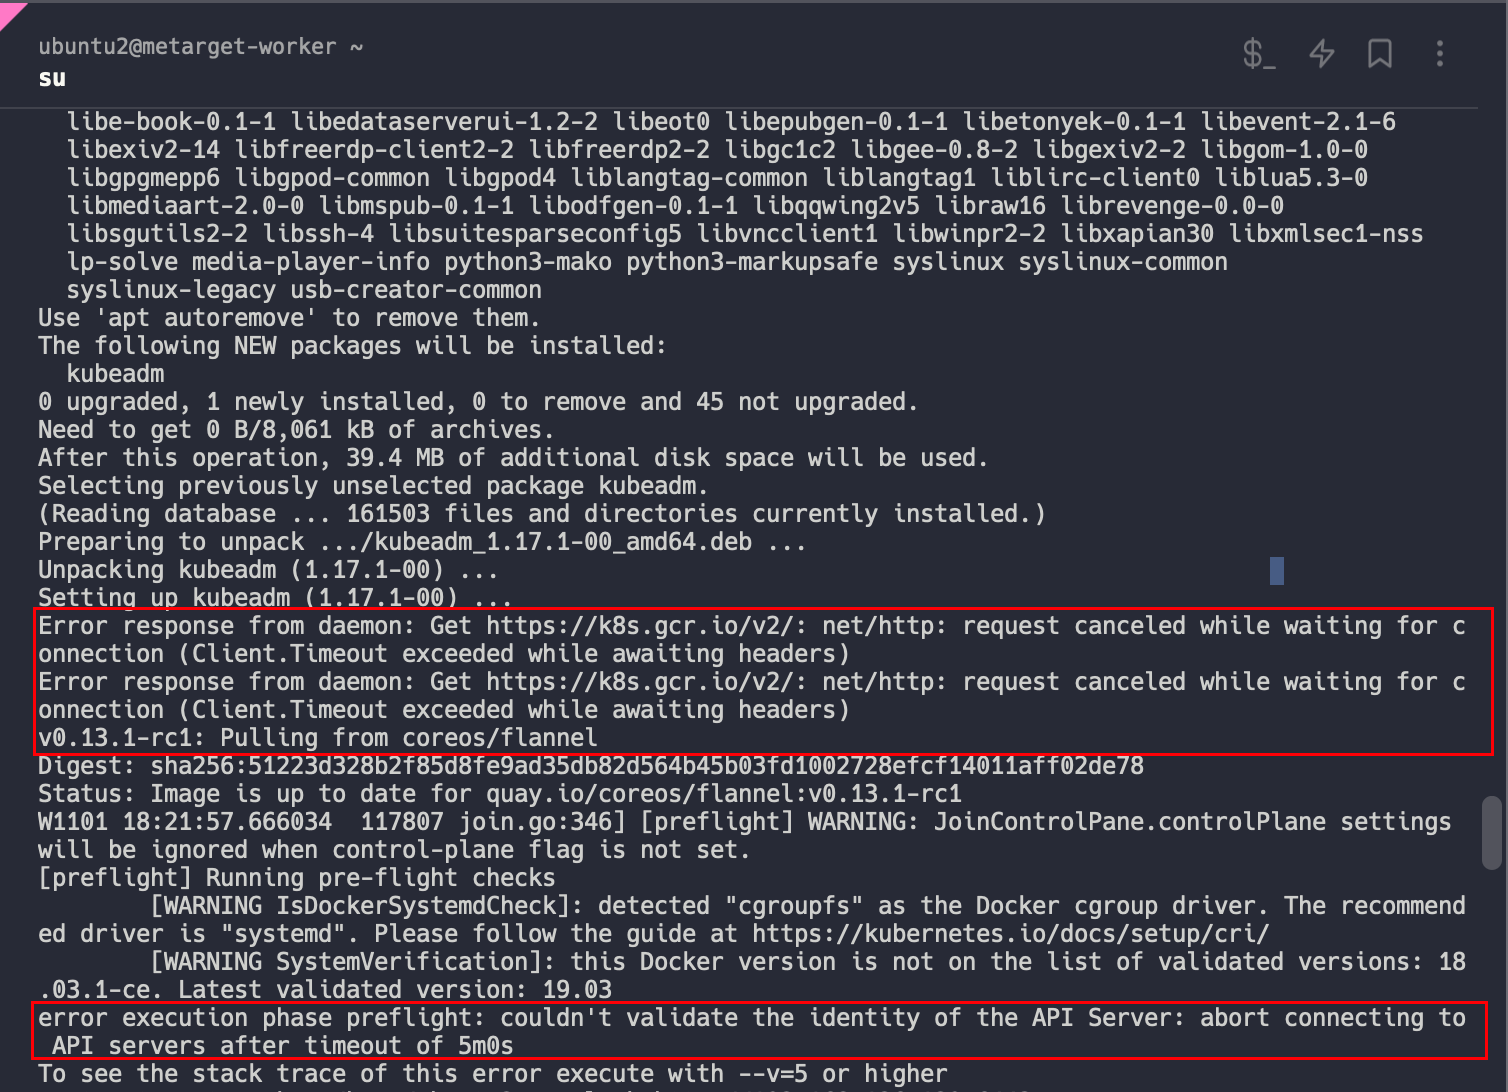 ubuntu2@metarget-worker ~
$_
su
libe-book-0.1-1 libedataserverui-1.2-2 libeot0 libepubgen-0.1-1 libetonyek-0.1-1 libevent-2.1-6
libexiv2-14 libfreerdp-client2-2 libfreerdp2-2 libgc1c2 libgee-0.8-2 libgexiv2-2 libgom-1.0-0
libgpgmepp6 libgpod-common libgpod4 liblangtag-common liblangtag1 liblirc-client0 liblua5.3-0
libmediaart-2.0-0 libmspub-0.1-1 libodfgen-0.1-1 libqqwing2v5 libraw16 librevenge-0.0-0
libsgutils2-2 libssh-4 libsuitesparseconfig5 libvncclient1 libwinpr2-2 libxapian30 libxmlsec1-nss
lp-solve media-player-info python3-mako python3-markupsafe syslinux syslinux-common
syslinux-legacy usb-creator-common
Use 'apt autoremove' to remove them.
The following NEW packages will be installed:
kubeadm
0 upgraded, 1 newly installed, 0 to remove and 45 not upgraded.
Need to get 0 B/8,061 kB of archives.
After this operation, 39.4 MB of additional disk space will be used.
Selecting previously unselected package kubeadm.
(Reading database ... 161503 files and directories currently installed.)
Preparing to unpack .../kubeadm_1.17.1-00_amd64.deb ...
Unpacking kubeadm (1.17.1-00) ...
Setting up kubeadm (1.17.1-00) ...
Error response from daemon: Get https://k8s.gcr.io/v2/: net/http: request canceled while waiting for c
onnection (Client.Timeout exceeded while awaiting headers)
Error response from daemon: Get https://k8s.gcr.io/v2/: net/http: request canceled while waiting for c
onnection (Client.Timeout exceeded while awaiting headers)
v0.13.1-rc1: Pulling from coreos/flannel
Digest: sha256:51223d328b2f85d8fe9ad35db82d564b45b03fd1002728efcf14011aff02de78
Status: Image is up to date for quay.io/coreos/flannel:v0.13.1-rc1
W1101 18:21:57.666034  117807 join.go:346] [preflight] WARNING: JoinControlPane.controlPlane settings
will be ignored when control-plane flag is not set.
[preflight] Running pre-flight checks
[WARNING IsDockerSystemdCheck]: detected "cgroupfs" as the Docker cgroup driver. The recommend
ed driver is "systemd". Please follow the guide at https://kubernetes.io/docs/setup/cri/
[WARNING SystemVerification]: this Docker version is not on the list of validated versions: 18
.03.1-ce. Latest validated version: 19.03
error execution phase preflight: couldn't validate the identity of the API Server: abort connecting to
API servers after timeout of 5m0s
To see the stack trace of this error execute with --v=5 or higher